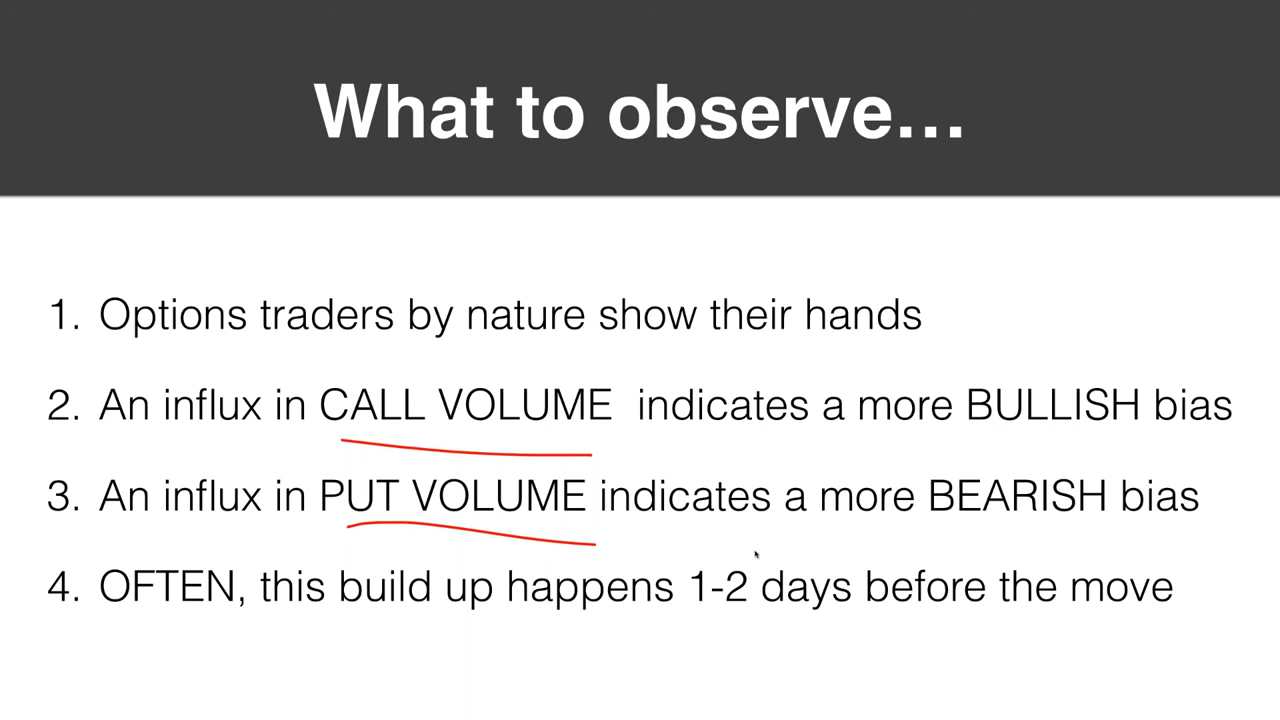 What to observe…
1. Options traders by nature show their hands
2. An influx in CALL VOLUME indicates a more BULLISH bias
3. An influx in PUT VOLUME indicates a more BEARISH bias
4. OFTEN, this build up happens 1-2 days before the move